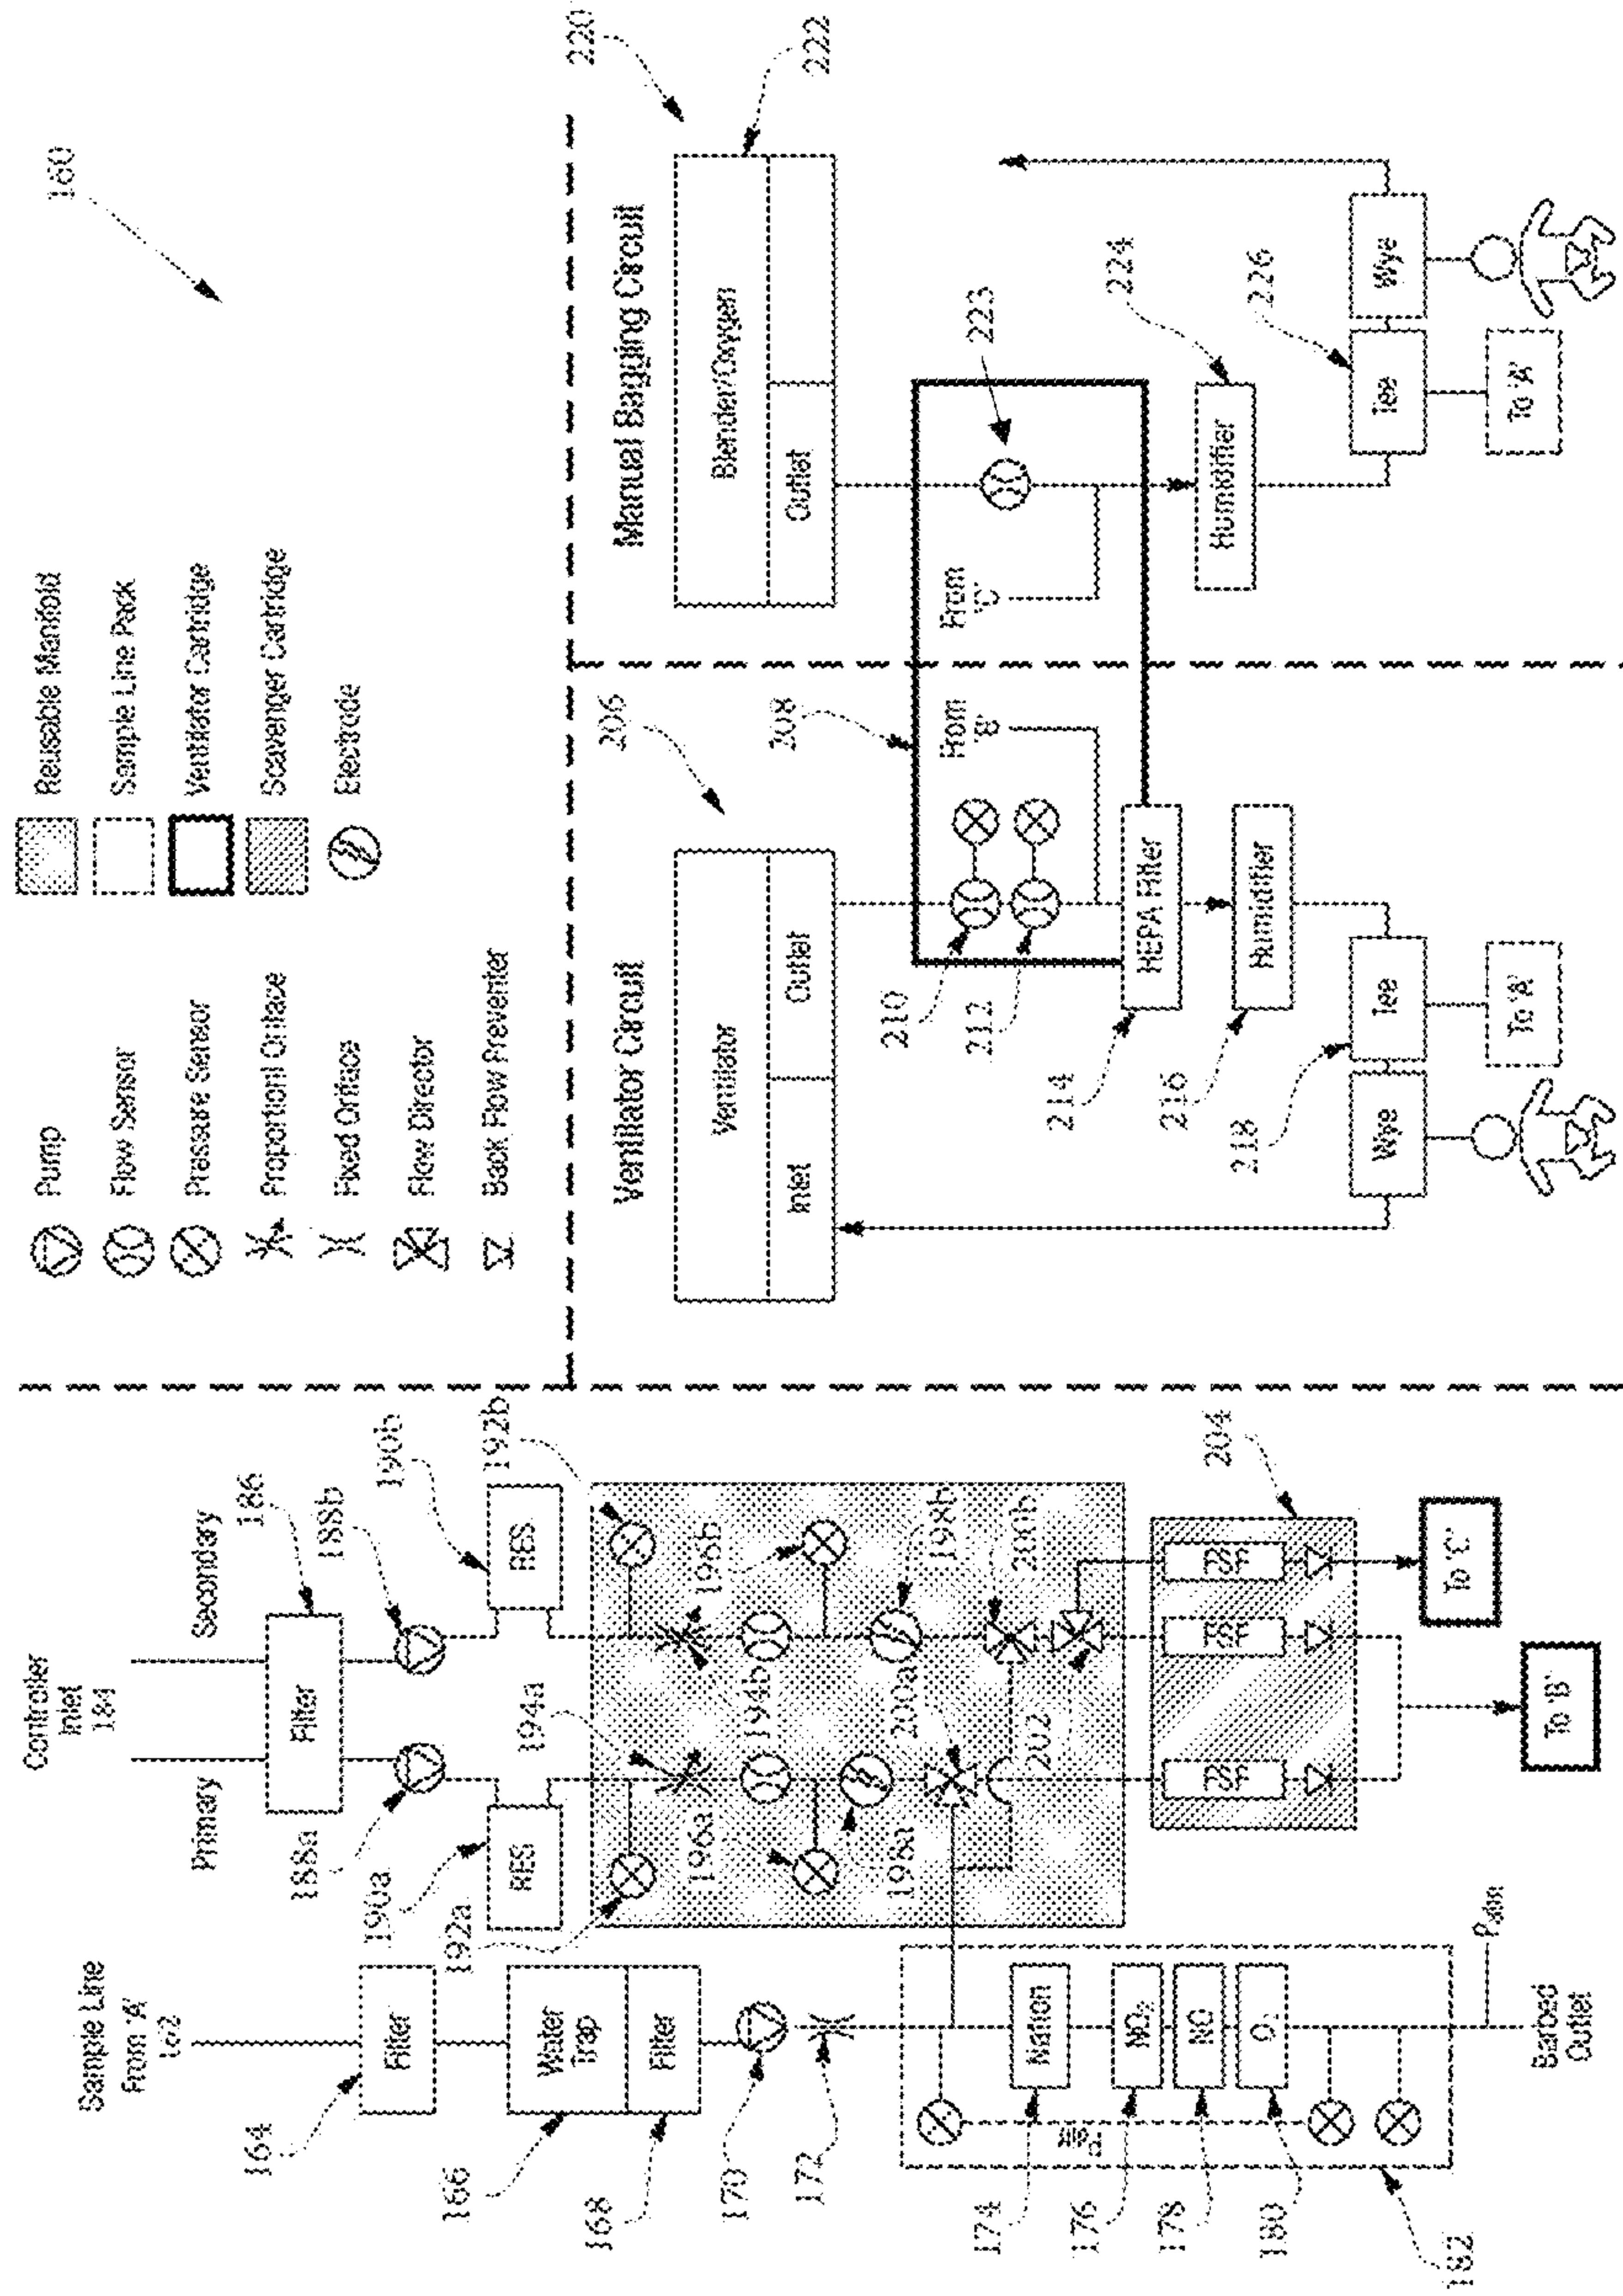 160
Pump
Flow Sensor
Pressure Sensor
Proportionl Oriface
Fixed Oriface
Flow Director
Back Flow Preventer
Reusable Manifold
Sample Line Pack
Ventilator Cartridge
Scavenger Cartridge
Electrode
Sample Line
From 'A'
162
164
Filter
166
Water
Trap
168
Filter
170
172
174
Nafion
176
NO₂
178
NO
180
O₂
182
Patm
Barbed
Outlet
Controller
Inlet
184
Primary
Secondary
186
Filter
188a
188b
190a
RES
190b
RES
192a
192b
194a
194b
196a
196b
198a
198b
200a
200b
202
204
To 'B'
To 'C'
Ventilator Circuit
206
Ventilator
Inlet
Outlet
208
210
212
From
'B'
214
HEPA Filter
216
Humidifier
218
Tee
Wye
To 'A'
Manual Bagging Circuit
220
222
Blender/Oxygen
Outlet
223
From
'C'
224
Humidifier
226
Tee
Wye
To 'A'